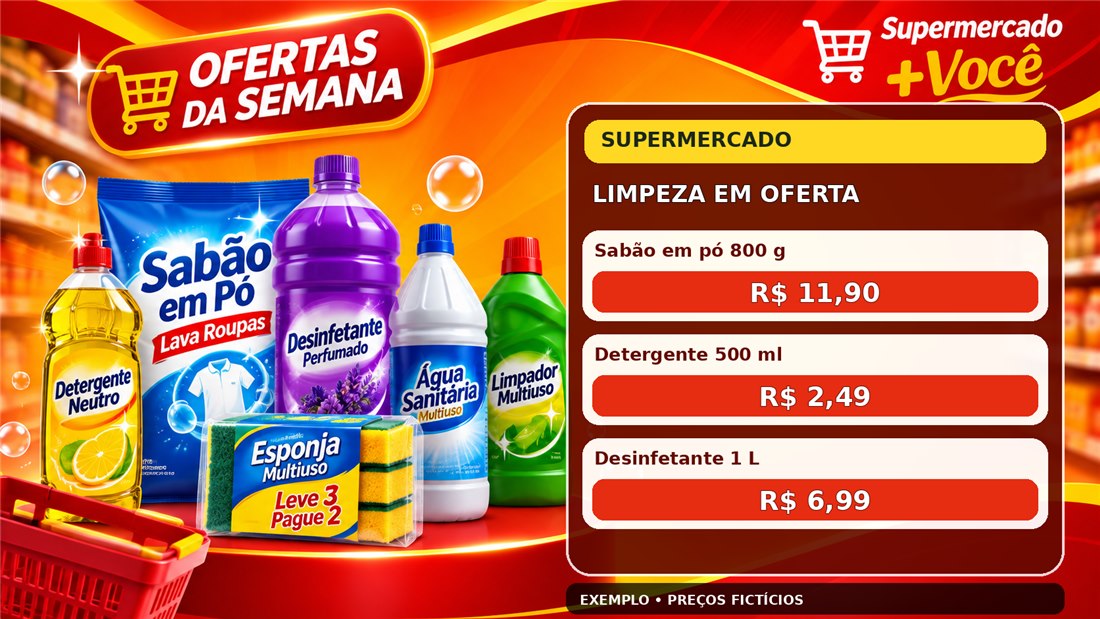 OFERTAS
DA SEMANA
Supermercado
+Você
SUPERMERCADO
LIMPEZA EM OFERTA
Sabão em pó 800 g
R$ 11,90
Detergente 500 ml
R$ 2,49
Desinfetante 1 L
R$ 6,99
EXEMPLO • PREÇOS FICTÍCIOS
Sabão
em Pó
Lava Roupas
Desinfetante
Perfumado
Detergente
Neutro
Água
Sanitária
Multiuso
Limpador
Multiuso
Esponja
Multiuso
Leve 3
Pague 2